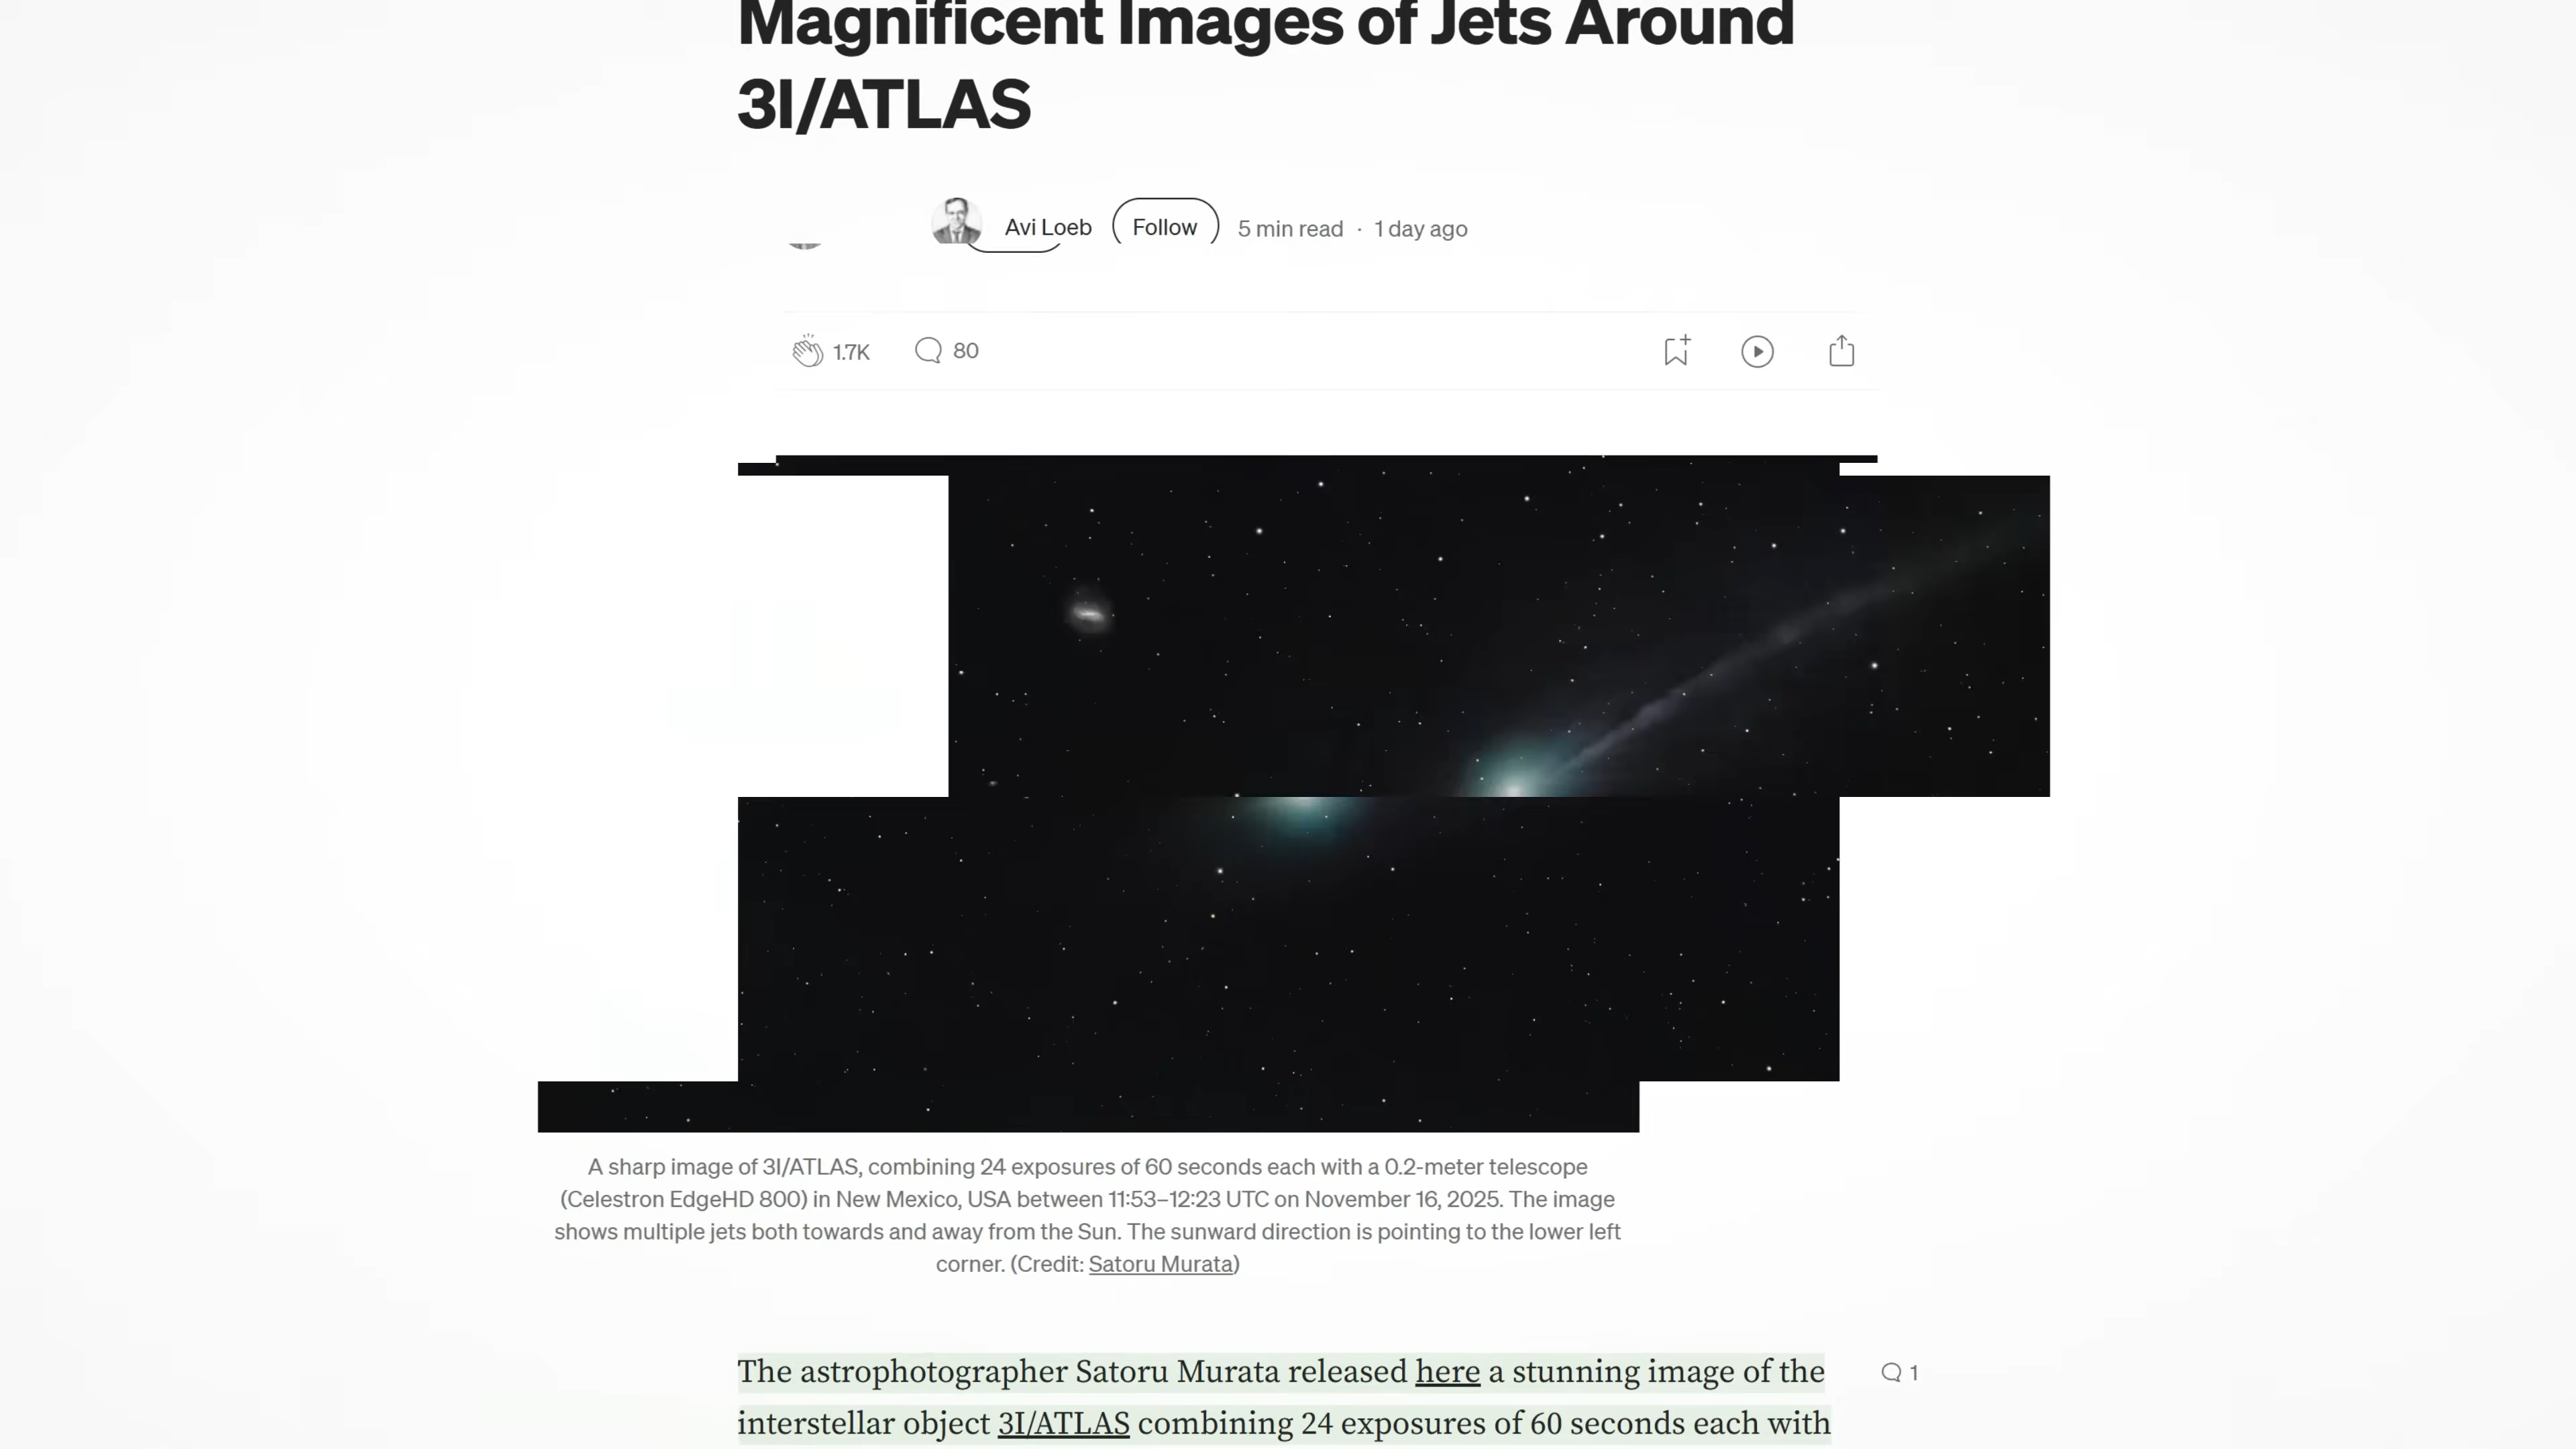 Magnificent Images of Jets Around
3I/ATLAS
Avi Loeb Follow 5 min read · 1 day ago
1.7K 80
A sharp image of 3I/ATLAS, combining 24 exposures of 60 seconds each with a 0.2-meter telescope
(Celestron EdgeHD 800) in New Mexico, USA between 11:53–12:23 UTC on November 16, 2025. The image
shows multiple jets both towards and away from the Sun. The sunward direction is pointing to the lower left
corner. (Credit: Satoru Murata)
The astrophotographer Satoru Murata released here a stunning image of the
1
interstellar object 3I/ATLAS combining 24 exposures of 60 seconds each with